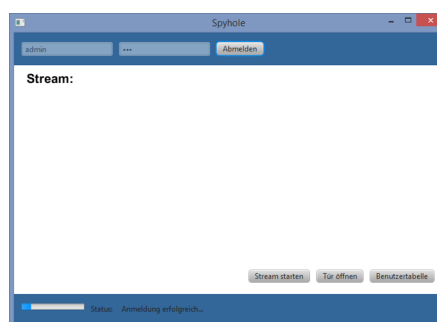 Spyhole
admin ••• Abmelden
Stream:
Stream starten Tür öffnen Benutzertabelle
Status: Anmeldung erfolgreich...